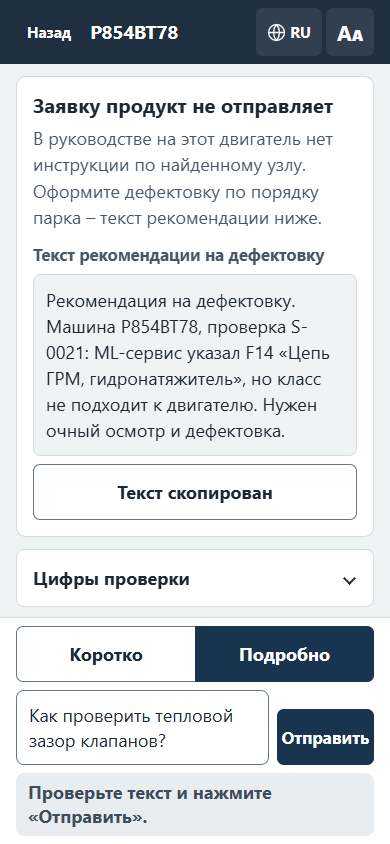 Назад P854BT78 RU Aᴀ
Заявку продукт не отправляет
В руководстве на этот двигатель нет
инструкции по найденному узлу.
Оформите дефектовку по порядку
парка – текст рекомендации ниже.
Текст рекомендации на дефектовку
Рекомендация на дефектовку.
Машина P854BT78, проверка S-
0021: ML-сервис указал F14 «Цепь
ГРМ, гидронатяжитель», но класс
не подходит к двигателю. Нужен
очный осмотр и дефектовка.
Текст скопирован
Цифры проверки
Коротко Подробно
Как проверить тепловой
зазор клапанов?
Отправить
Проверьте текст и нажмите
«Отправить».